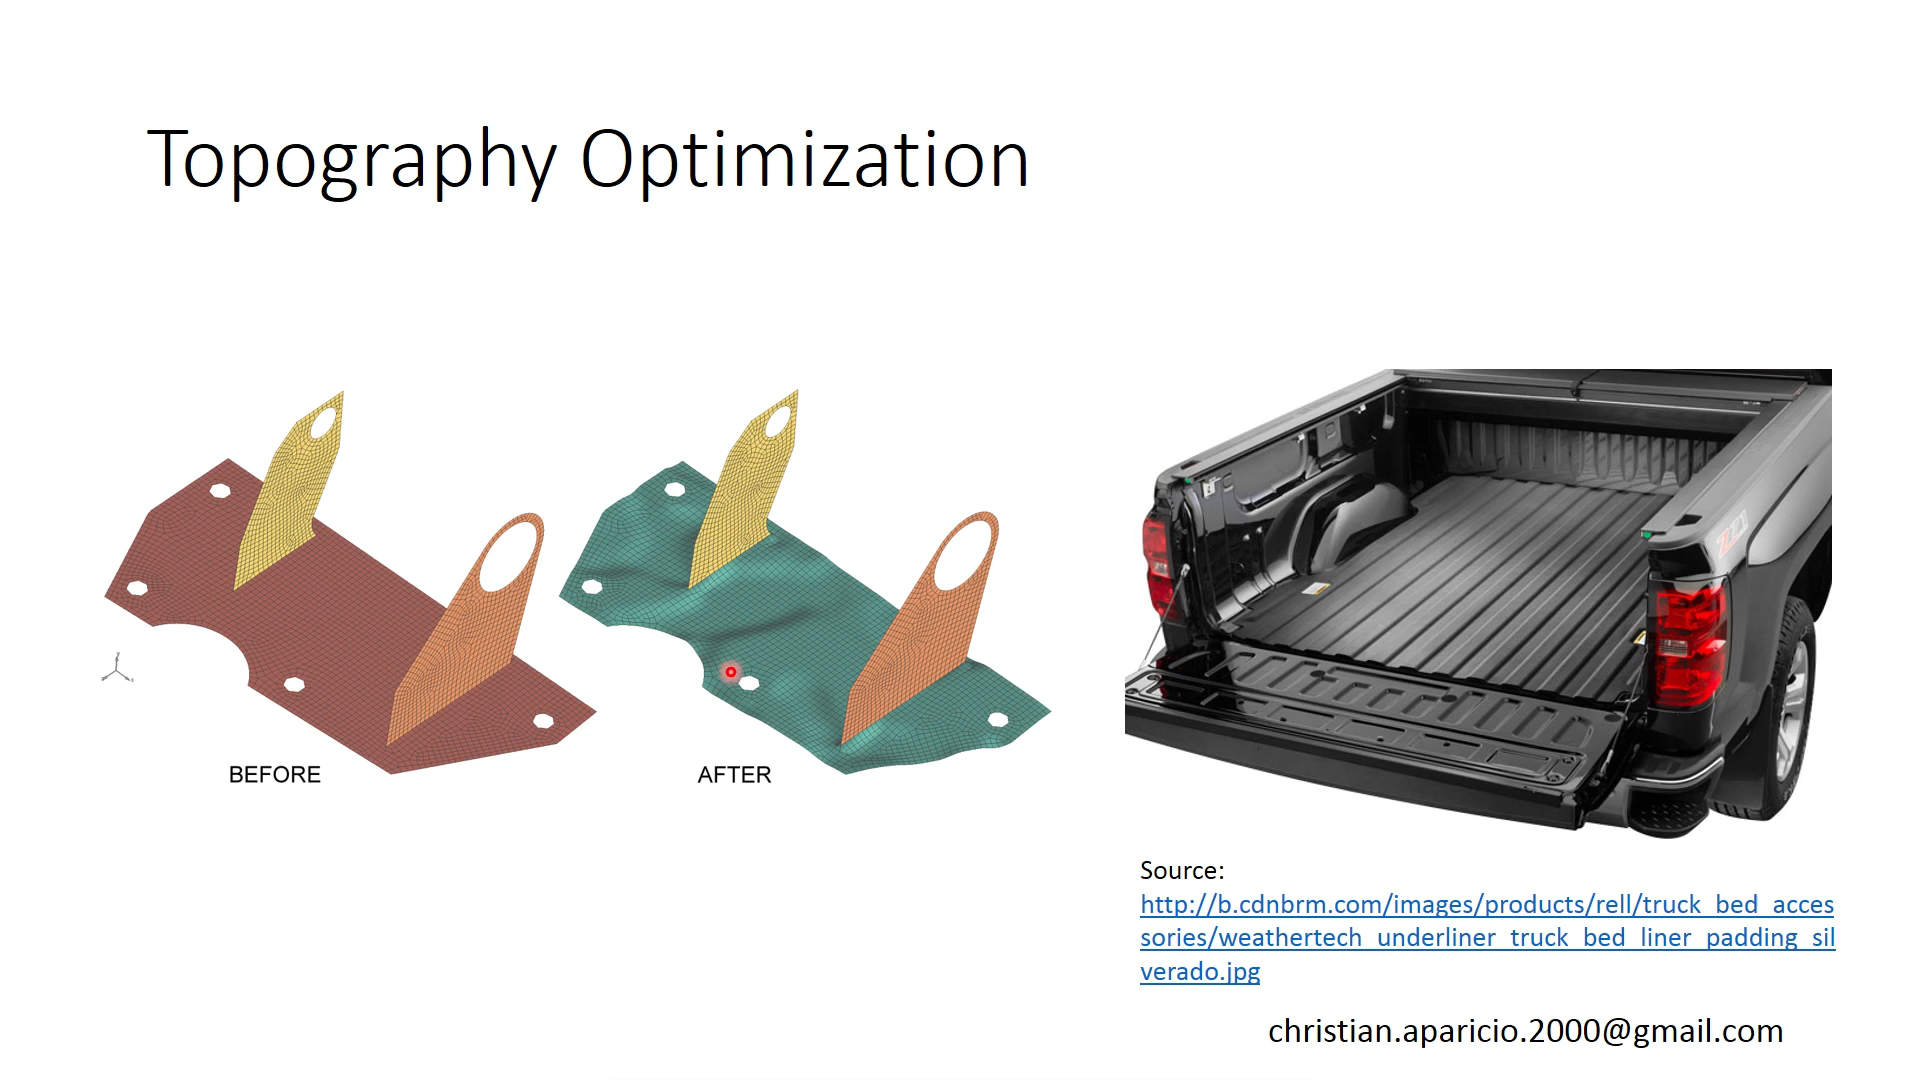 Topography Optimization
BEFORE
AFTER
Source:
http://b.cdnbrm.com/images/products/rell/truck_bed_acces
sories/weathertech_underliner_truck_bed_liner_padding_sil
verado.jpg
christian.aparicio.2000@gmail.com